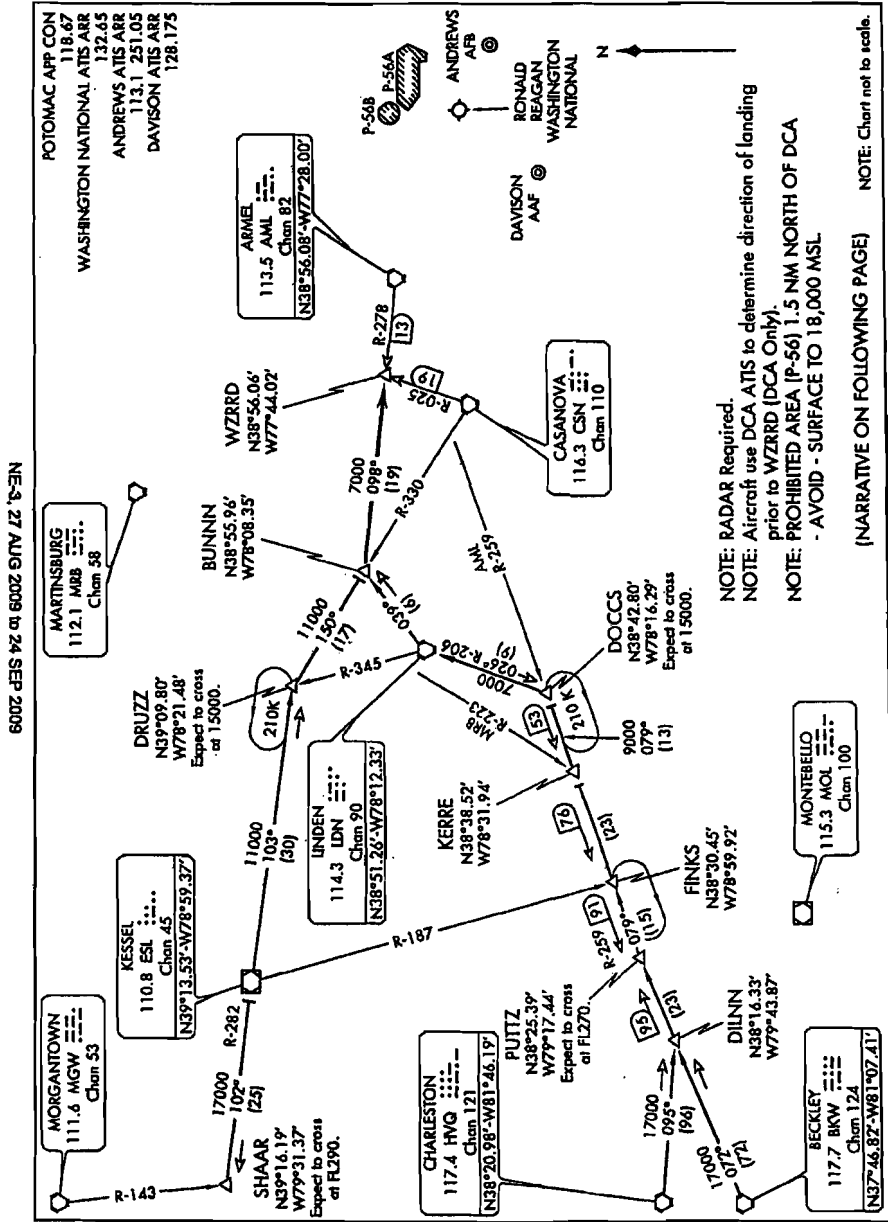 POTOMAC APP CON
118.67
WASHINGTON NATIONAL ATIS ARR
132.65
ANDREWS ATIS ARR
113.1 251.05
DAVISON ATIS ARR
128.175
P-56B
P-56A
ANDREWS
AFB
RONALD
REAGAN
WASHINGTON
NATIONAL
DAVISON
AAF
N
ARMEL
113.5 AML
Chan 82
N38°56.08'-W77°28.00'
R-278
13
WZRRD
N38°56.06'
W77°44.02'
R-025
19
CASANOVA
116.3 CSN
Chan 110
7000
098°
(19)
R-330
MARTINSBURG
112.1 MRB
Chan 58
BUNNN
N38°55.96'
W78°08.35'
11000
150°
(17)
039°
(6)
AML
R-259
DRUZZ
N39°09.80'
W78°21.48'
Expect to cross
at 15000.
210K
R-345
LINDEN
114.3 LDN
Chan 90
N38°51.26'-W78°12.33'
7000
026° R-206
(9)
MRB
R-223
DOCCS
N38°42.80'
W78°16.29'
Expect to cross
at 15000.
210 K
53
9000
079°
(13)
KERRE
N38°38.52'
W78°31.94'
76
(23)
11000
103°
(30)
KESSEL
110.8 ESL
Chan 45
N39°13.53'-W78°59.37'
R-187
R-282
FINKS
N38°30.45'
W78°59.92'
91
R-259
079°
(115)
MONTEBELLO
115.3 MOL
Chan 100
MORGANTOWN
111.6 MGW
Chan 53
R-143
17000
102°
(25)
SHAAR
N39°16.19'
W79°31.37'
Expect to cross
at FL290.
PUTTZ
N38°25.39'
W79°17.44'
Expect to cross
at FL270.
95
(23)
DILNN
N38°16.33'
W79°43.87'
CHARLESTON
117.4 HVQ
Chan 121
N38°20.98'-W81°46.19'
17000
095°
(96)
17000
072°
(72)
BECKLEY
117.7 BKW
Chan 124
N37°46.82'-W81°07.41'
NOTE: RADAR Required.
NOTE: Aircraft use DCA ATIS to determine direction of landing
prior to WZRRD (DCA Only).
NOTE: PROHIBITED AREA (P-56) 1.5 NM NORTH OF DCA
- AVOID - SURFACE TO 18,000 MSL.
(NARRATIVE ON FOLLOWING PAGE)
NOTE: Chart not to scale.
NE-3, 27 AUG 2009 to 24 SEP 2009